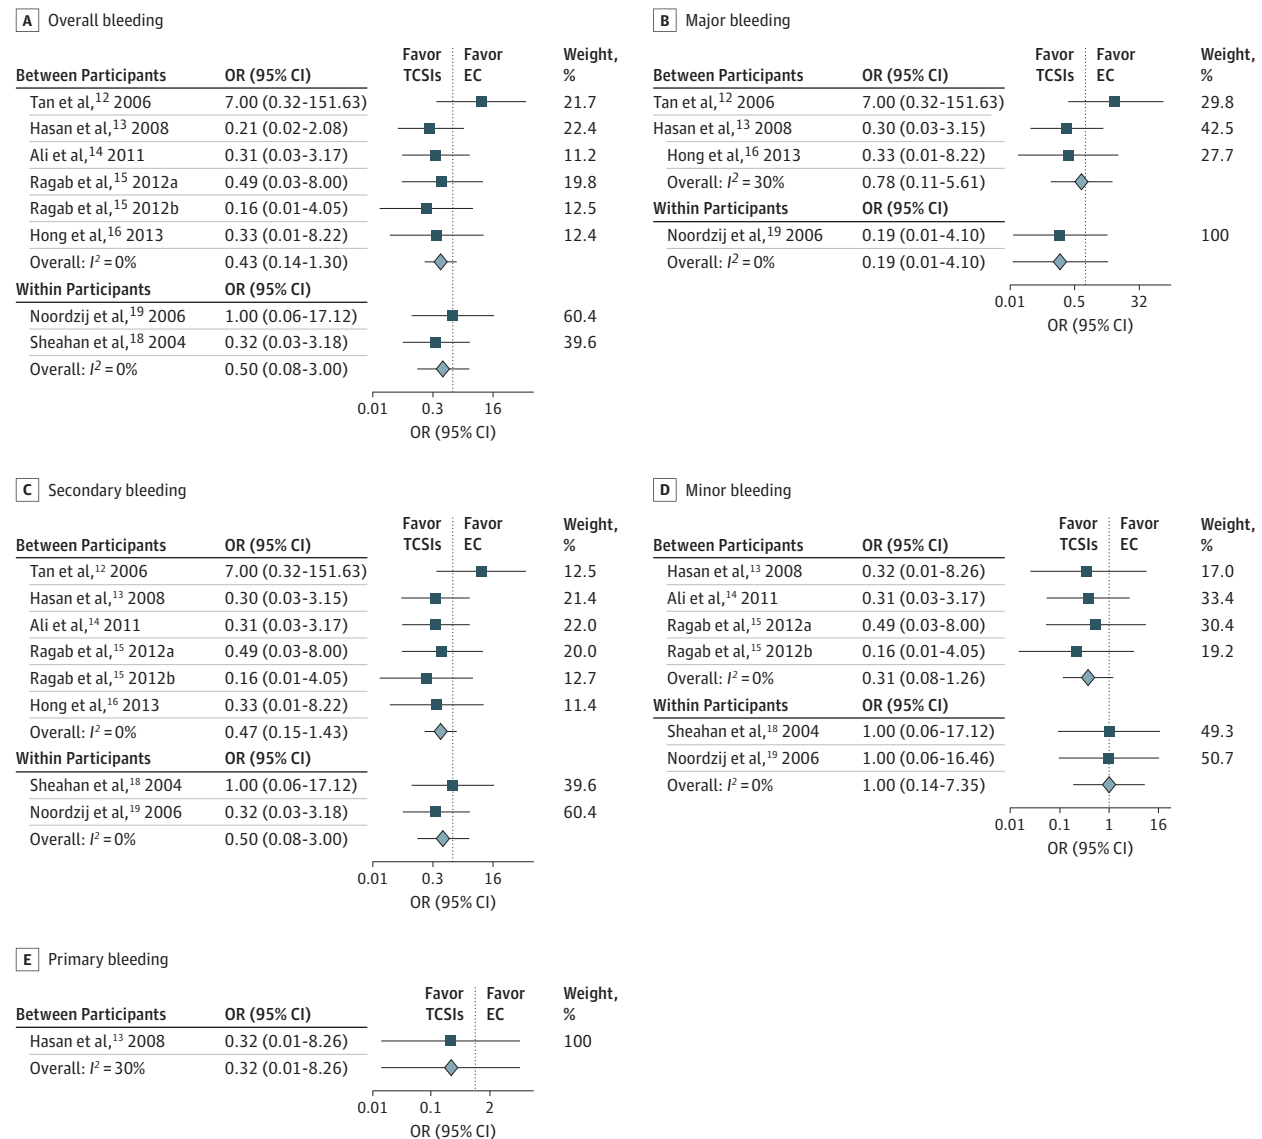 A Overall bleeding
Favor Favor Weight,
Between Participants OR (95% CI) TCSIs EC %
Tan et al,12 2006 7.00 (0.32-151.63) 21.7
Hasan et al,13 2008 0.21 (0.02-2.08) 22.4
Ali et al,14 2011 0.31 (0.03-3.17) 11.2
Ragab et al,15 2012a 0.49 (0.03-8.00) 19.8
Ragab et al,15 2012b 0.16 (0.01-4.05) 12.5
Hong et al,16 2013 0.33 (0.01-8.22) 12.4
Overall: I2 = 0% 0.43 (0.14-1.30)
Within Participants OR (95% CI)
Noordzij et al,19 2006 1.00 (0.06-17.12) 60.4
Sheahan et al,18 2004 0.32 (0.03-3.18) 39.6
Overall: I2 = 0% 0.50 (0.08-3.00)
0.01 0.3 16
OR (95% CI)
B Major bleeding
Favor Favor Weight,
Between Participants OR (95% CI) TCSIs EC %
Tan et al,12 2006 7.00 (0.32-151.63) 29.8
Hasan et al,13 2008 0.30 (0.03-3.15) 42.5
Hong et al,16 2013 0.33 (0.01-8.22) 27.7
Overall: I2 = 30% 0.78 (0.11-5.61)
Within Participants OR (95% CI)
Noordzij et al,19 2006 0.19 (0.01-4.10) 100
Overall: I2 = 0% 0.19 (0.01-4.10)
0.01 0.5 32
OR (95% CI)
C Secondary bleeding
Favor Favor Weight,
Between Participants OR (95% CI) TCSIs EC %
Tan et al,12 2006 7.00 (0.32-151.63) 12.5
Hasan et al,13 2008 0.30 (0.03-3.15) 21.4
Ali et al,14 2011 0.31 (0.03-3.17) 22.0
Ragab et al,15 2012a 0.49 (0.03-8.00) 20.0
Ragab et al,15 2012b 0.16 (0.01-4.05) 12.7
Hong et al,16 2013 0.33 (0.01-8.22) 11.4
Overall: I2 = 0% 0.47 (0.15-1.43)
Within Participants OR (95% CI)
Sheahan et al,18 2004 1.00 (0.06-17.12) 39.6
Noordzij et al,19 2006 0.32 (0.03-3.18) 60.4
Overall: I2 = 0% 0.50 (0.08-3.00)
0.01 0.3 16
OR (95% CI)
D Minor bleeding
Favor Favor Weight,
Between Participants OR (95% CI) TCSIs EC %
Hasan et al,13 2008 0.32 (0.01-8.26) 17.0
Ali et al,14 2011 0.31 (0.03-3.17) 33.4
Ragab et al,15 2012a 0.49 (0.03-8.00) 30.4
Ragab et al,15 2012b 0.16 (0.01-4.05) 19.2
Overall: I2 = 0% 0.31 (0.08-1.26)
Within Participants OR (95% CI)
Sheahan et al,18 2004 1.00 (0.06-17.12) 49.3
Noordzij et al,19 2006 1.00 (0.06-16.46) 50.7
Overall: I2 = 0% 1.00 (0.14-7.35)
0.01 0.1 1 16
OR (95% CI)
E Primary bleeding
Favor Favor Weight,
Between Participants OR (95% CI) TCSIs EC %
Hasan et al,13 2008 0.32 (0.01-8.26) 100
Overall: I2 = 30% 0.32 (0.01-8.26)
0.01 0.1 2
OR (95% CI)